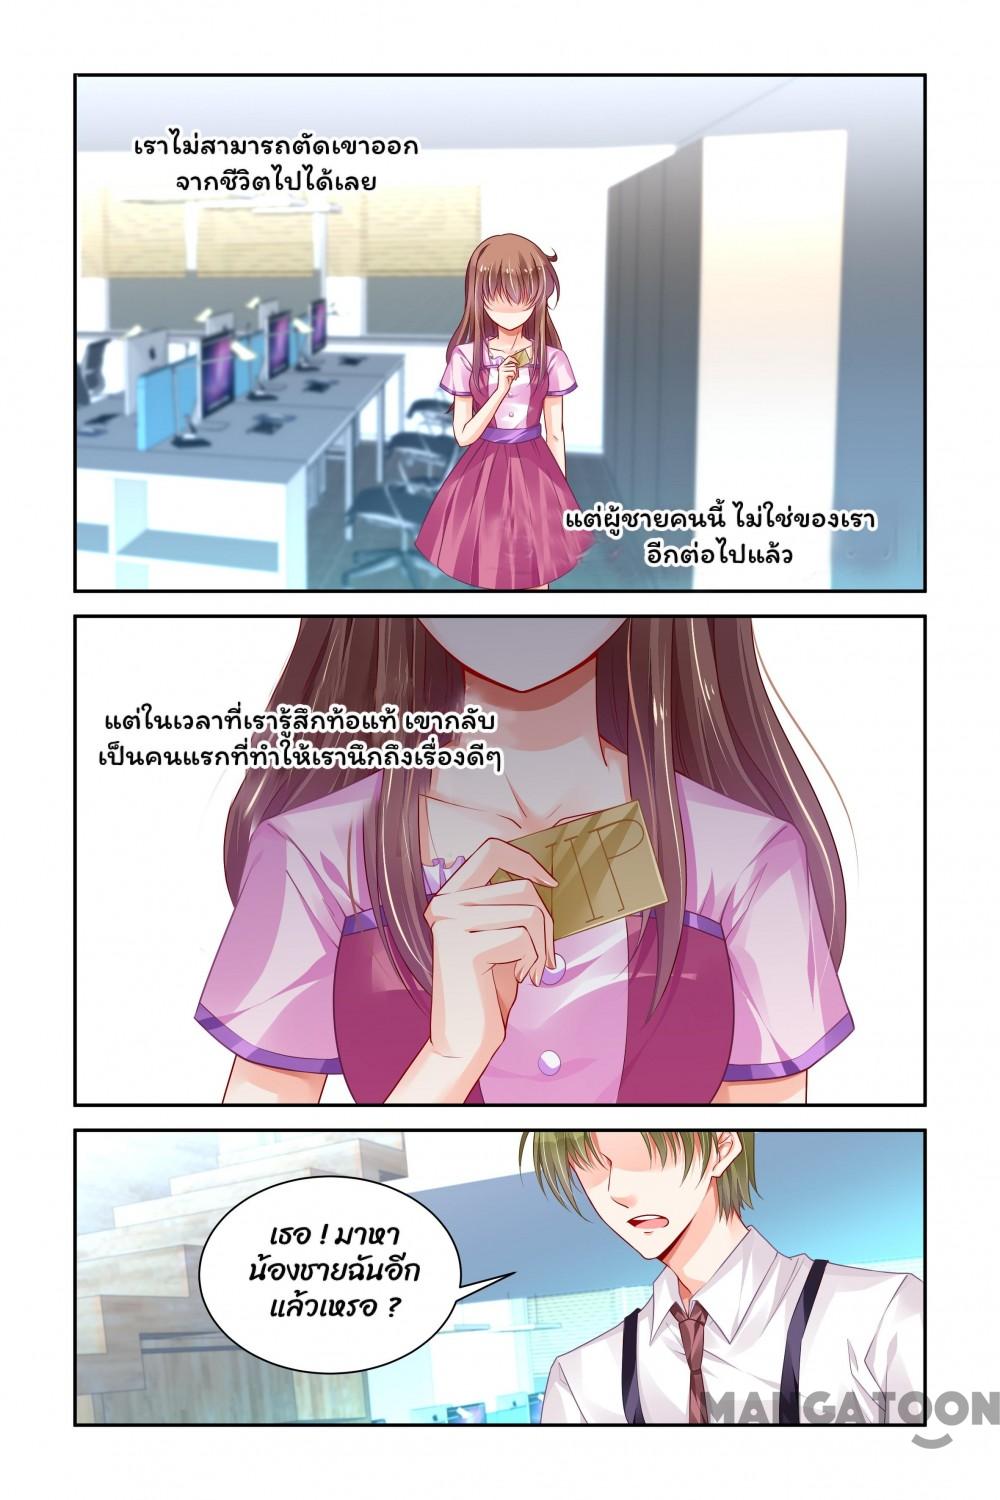 เราไม่สามารถตัดเขาออก
จากชีวิตไปได้เลย
แต่ผู้ชายคนนี้ ไม่ใช่ของเรา
อีกต่อไปแล้ว
แต่ในเวลาที่เรารู้สึกท้อแท้ เขากลับ
เป็นคนแรกที่ทำให้เรานึกถึงเรื่องดีๆ
เธอ ! มาหา
น้องชายฉันอีก
แล้วเหรอ ?
MANGATOON